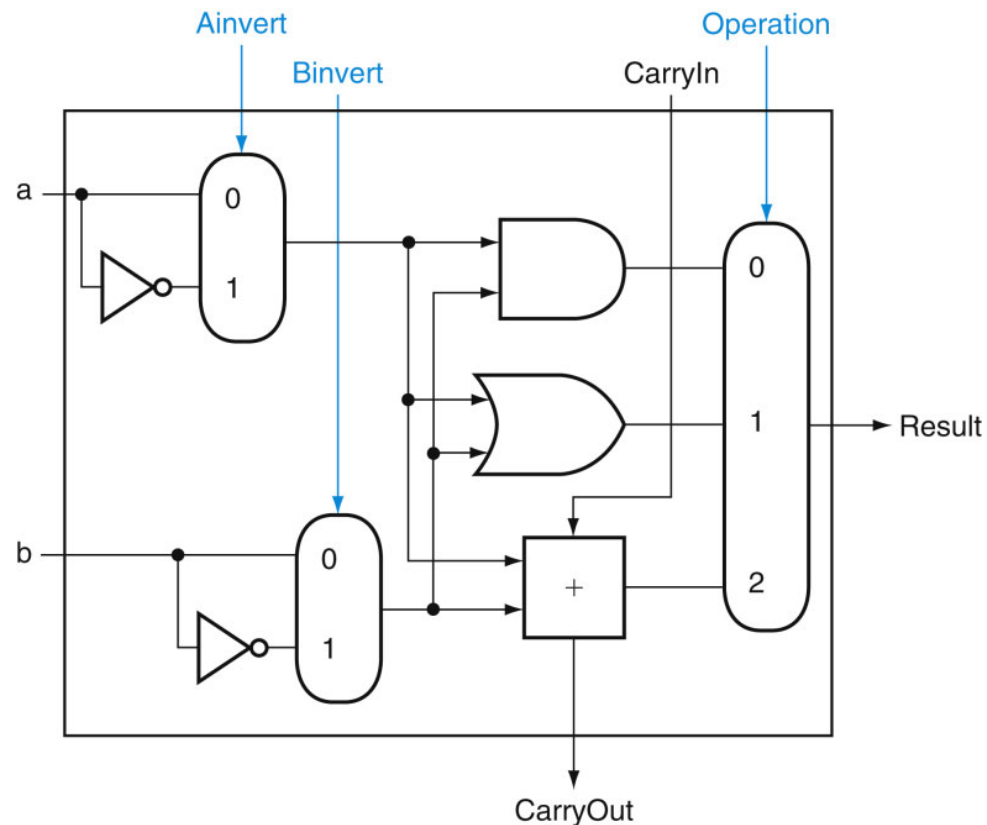 Ainvert
Operation
Binvert
CarryIn
a
0
1
0
1
Result
+
2
b
0
1
CarryOut